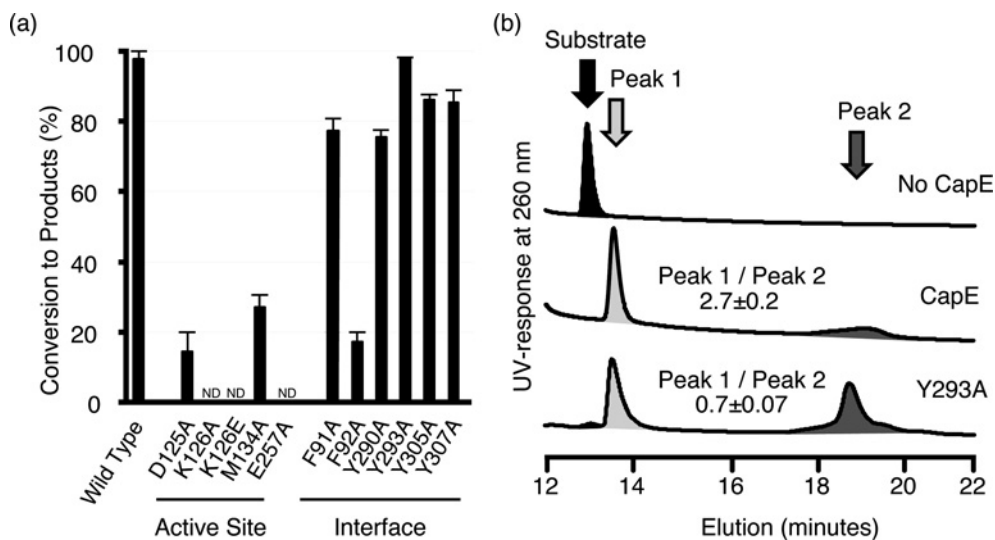 (a)
Conversion to Products (%)
100
80
60
40
20
0
ND
ND
ND
Wild Type
D125A
K126A
K126E
M134A
E257A
F91A
F92A
Y290A
Y293A
Y305A
Y307A
Active Site
Interface
(b)
Substrate
Peak 1
Peak 2
No CapE
Peak 1 / Peak 2
2.7±0.2
CapE
Peak 1 / Peak 2
0.7±0.07
Y293A
UV-response at 260 nm
12
14
18
20
22
Elution (minutes)